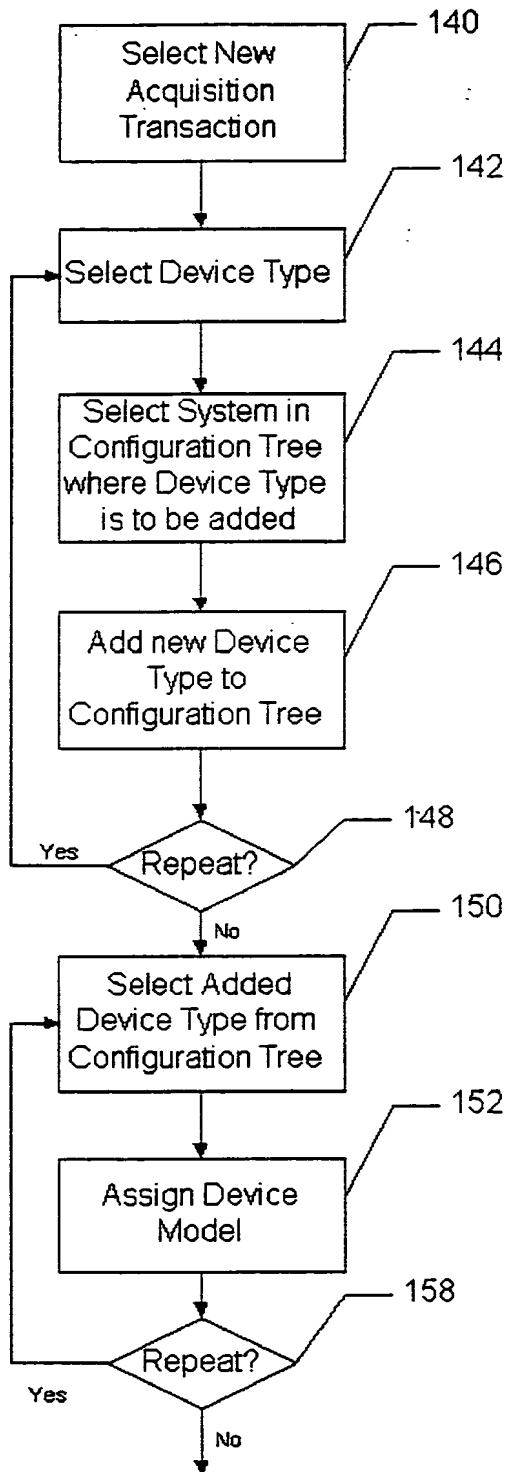 140
Select New
Acquisition
Transaction
142
Select Device Type
144
Select System in
Configuration Tree
where Device Type
is to be added
146
Add new Device
Type to
Configuration Tree
148
Yes
Repeat?
No
150
Select Added
Device Type from
Configuration Tree
152
Assign Device
Model
158
Repeat?
Yes
No